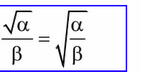 √α/β = √(α/β)